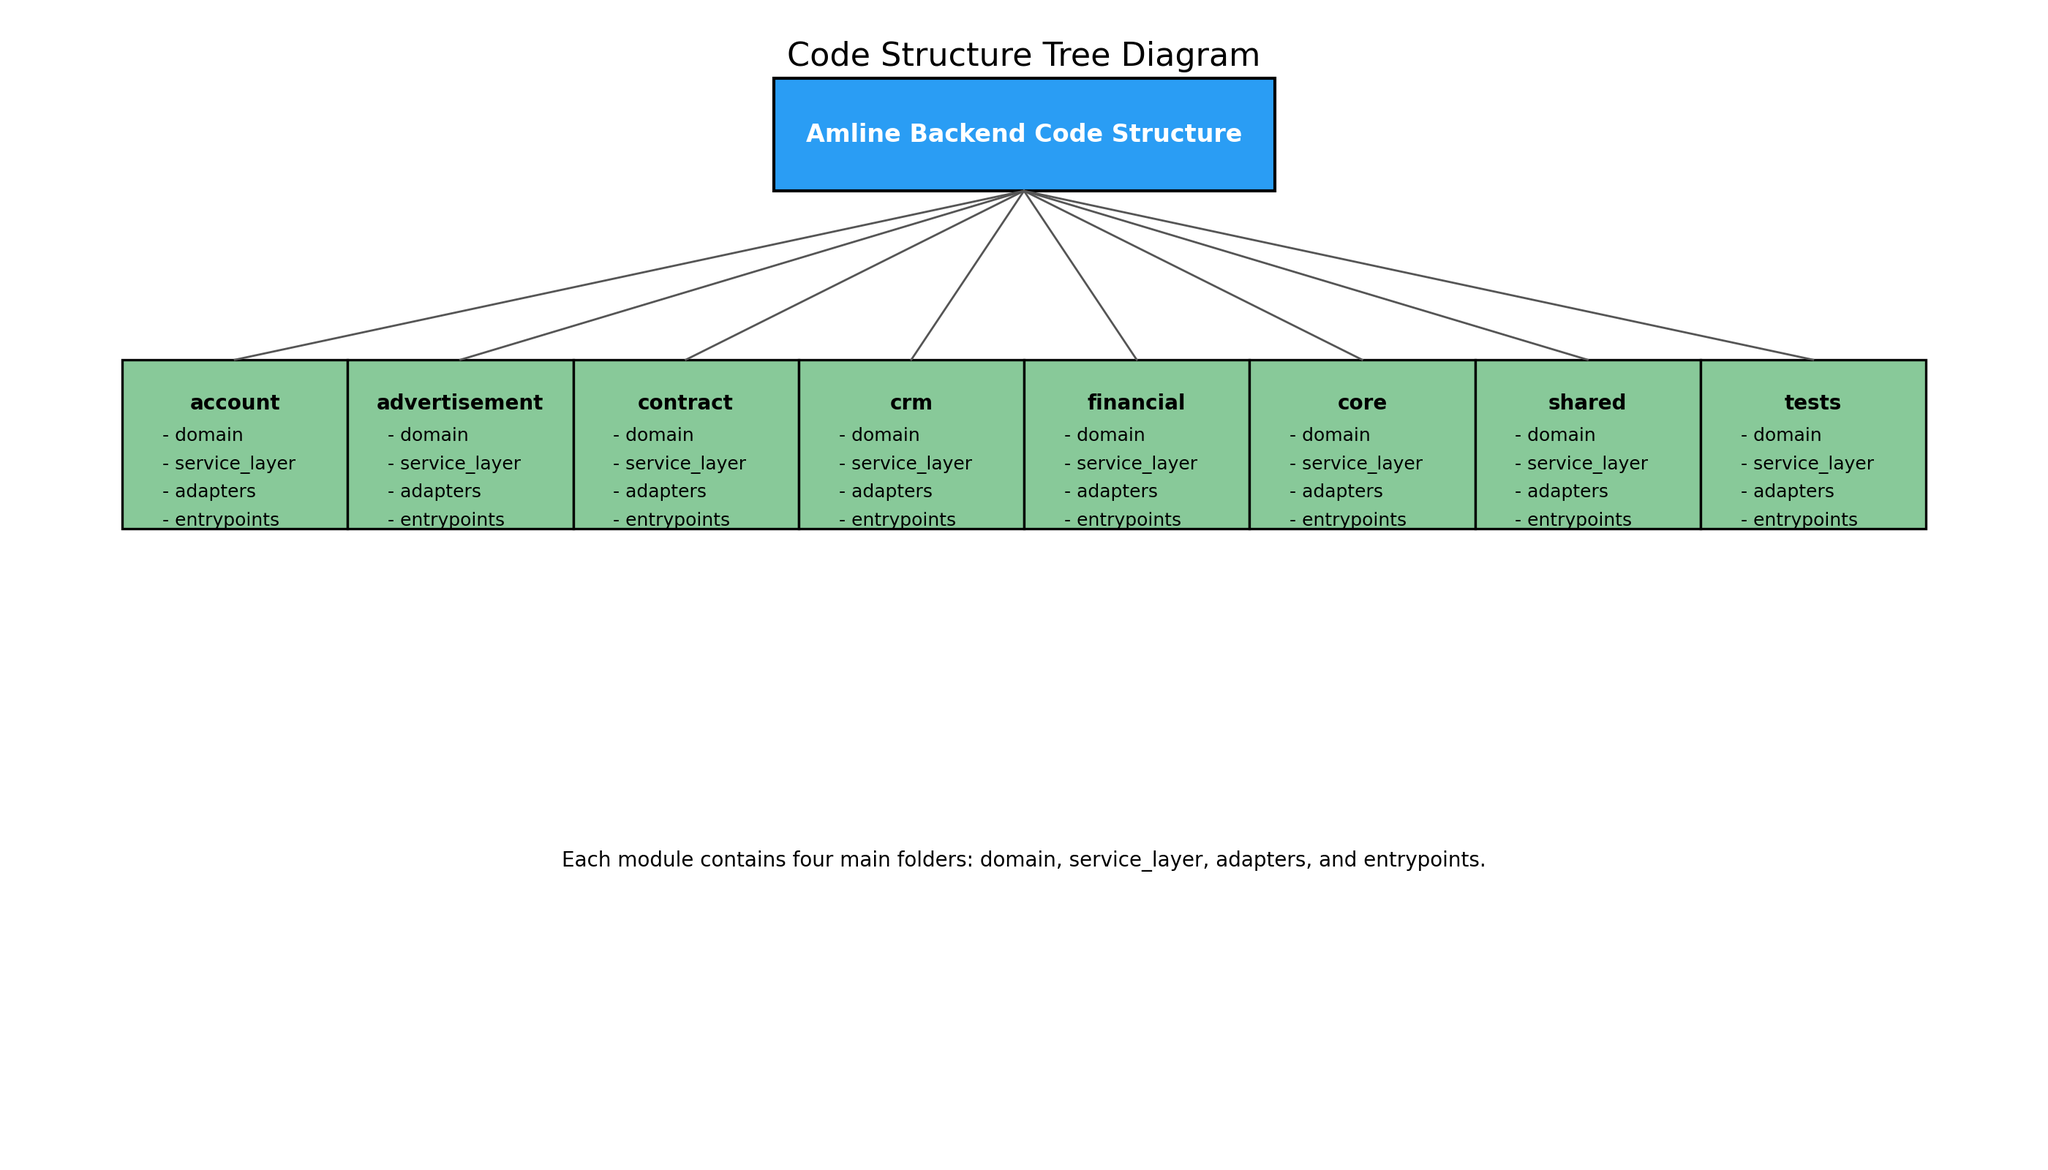 Code Structure Tree Diagram
Amline Backend Code Structure
account
- domain
- service_layer
- adapters
- entrypoints
advertisement
- domain
- service_layer
- adapters
- entrypoints
contract
- domain
- service_layer
- adapters
- entrypoints
crm
- domain
- service_layer
- adapters
- entrypoints
financial
- domain
- service_layer
- adapters
- entrypoints
core
- domain
- service_layer
- adapters
- entrypoints
shared
- domain
- service_layer
- adapters
- entrypoints
tests
- domain
- service_layer
- adapters
- entrypoints
Each module contains four main folders: domain, service_layer, adapters, and entrypoints.